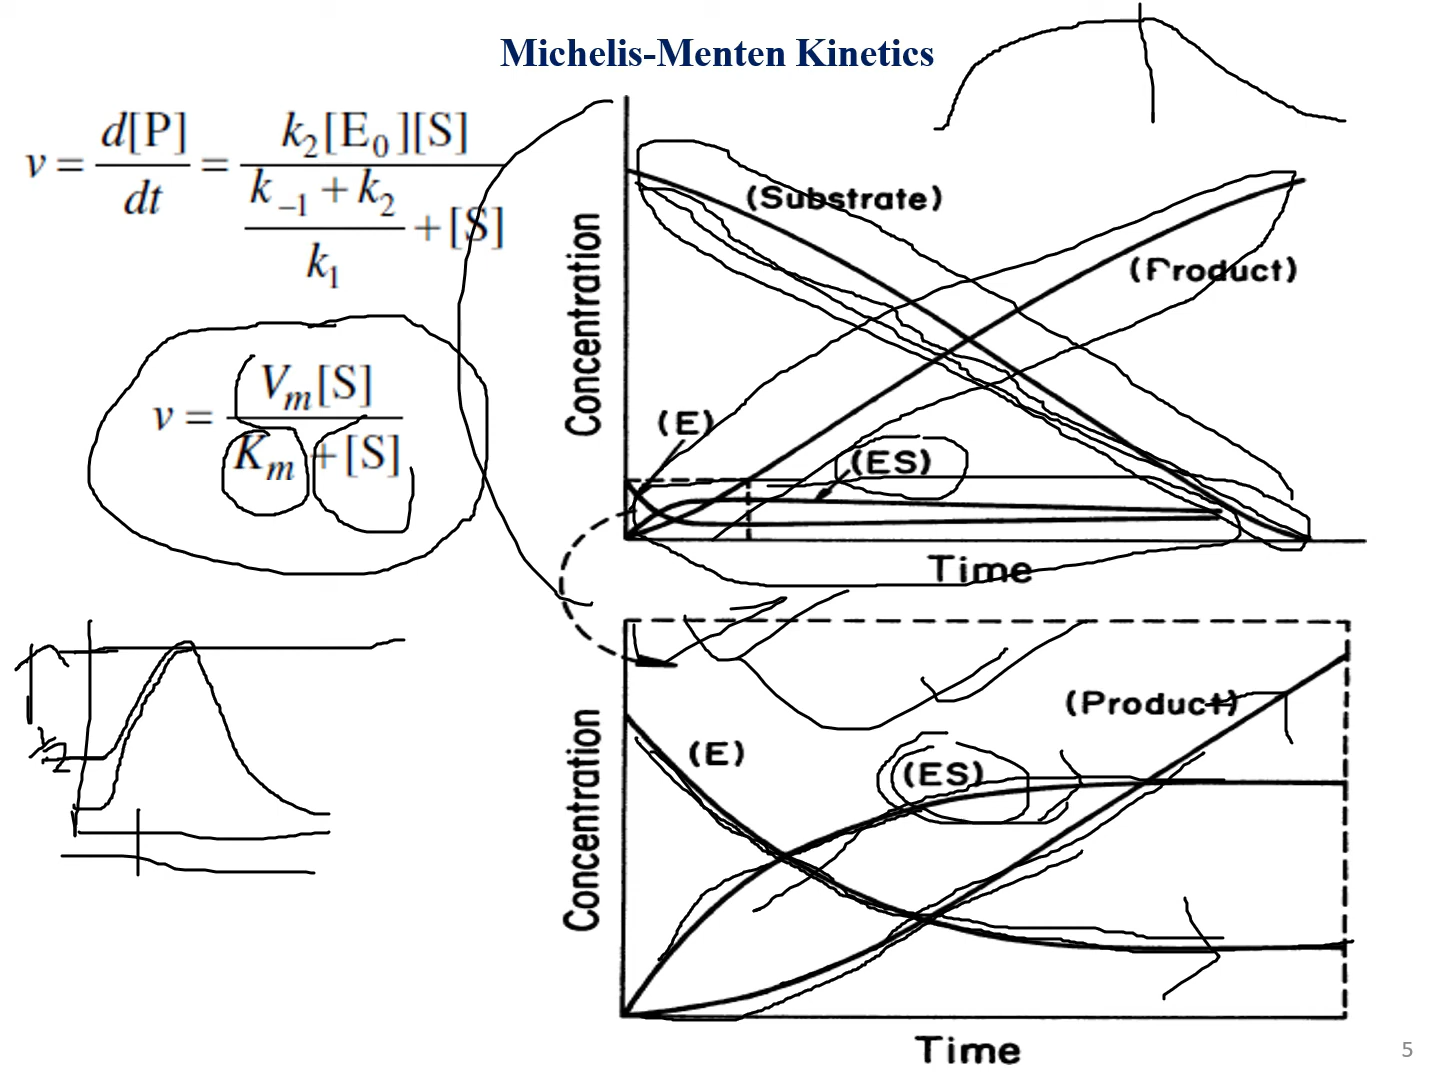 Michelis-Menten Kinetics
v = d[P]/dt = k₂[E₀][S] / ((k₋₁ + k₂)/k₁ + [S])
v = Vₘ[S] / (Kₘ + [S])
Concentration
(Substrate)
(Product)
(E)
(ES)
Time
Concentration
(E)
(ES)
(Product)
Time
5